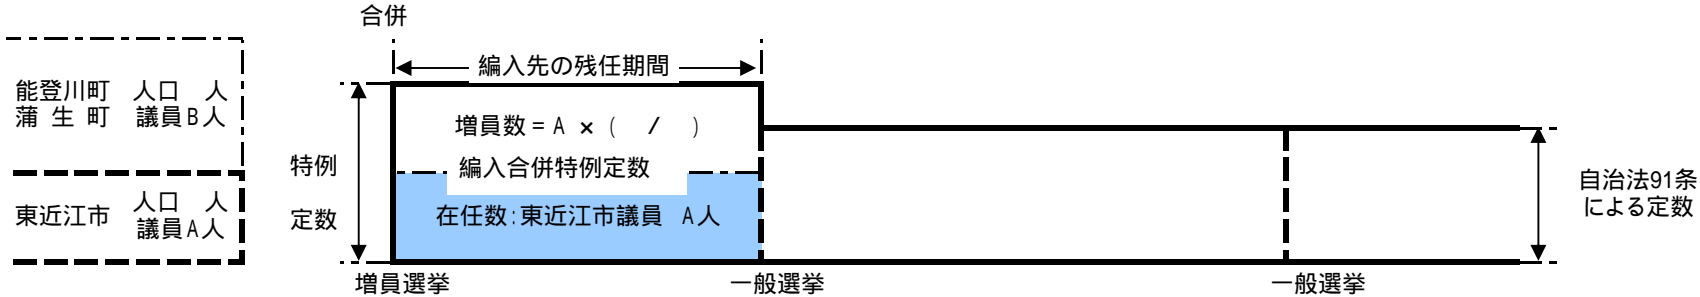 合併
編入先の残任期間
能登川町 人口 人
蒲生町 議員B人
増員数=A×( / )
編入合併特例定数
特例
定数
東近江市 人口 人
議員A人
在任数:東近江市議員 A人
自治法91条
による定数
増員選挙
一般選挙
一般選挙